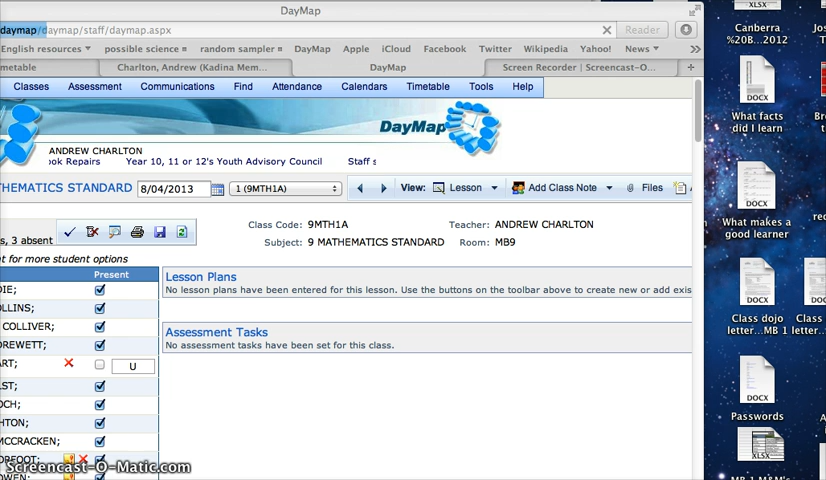 DayMap
daymap/daymap/staff/daymap.aspx
Reader
English resources possible science random sampler DayMap Apple iCloud Facebook Twitter Wikipedia Yahoo! News
metable Charlton, Andrew (Kadina Mem... DayMap Screen Recorder | Screencast-O...
Classes Assessment Communications Find Attendance Calendars Timetable Tools Help
DayMap
ANDREW CHARLTON
ook Repairs Year 10, 11 or 12's Youth Advisory Council Staff s
THEMATICS STANDARD 8/04/2013 1 (9MTH1A) View: Lesson Add Class Note Files
s, 3 absent
Class Code: 9MTH1A Teacher: ANDREW CHARLTON
Subject: 9 MATHEMATICS STANDARD Room: MB9
nt for more student options
Present
Lesson Plans
No lesson plans have been entered for this lesson. Use the buttons on the toolbar above to create new or add exis
Assessment Tasks
No assessment tasks have been set for this class.
DIE;
OLLINS;
COLLIVER;
DREWETT;
ART; U
LST;
OCH;
HTON;
MCCRACKEN;
OWEN;
Screencast-O-Matic.com
XLSX
Canberra
%20B...2012
DOCX
What facts
did I learn
DOCX
What makes a
good learner
DOCX
Class dojo
letter...MB 1
Class
letter...
DOCX
Passwords
XLSX
MB 1 M&M's